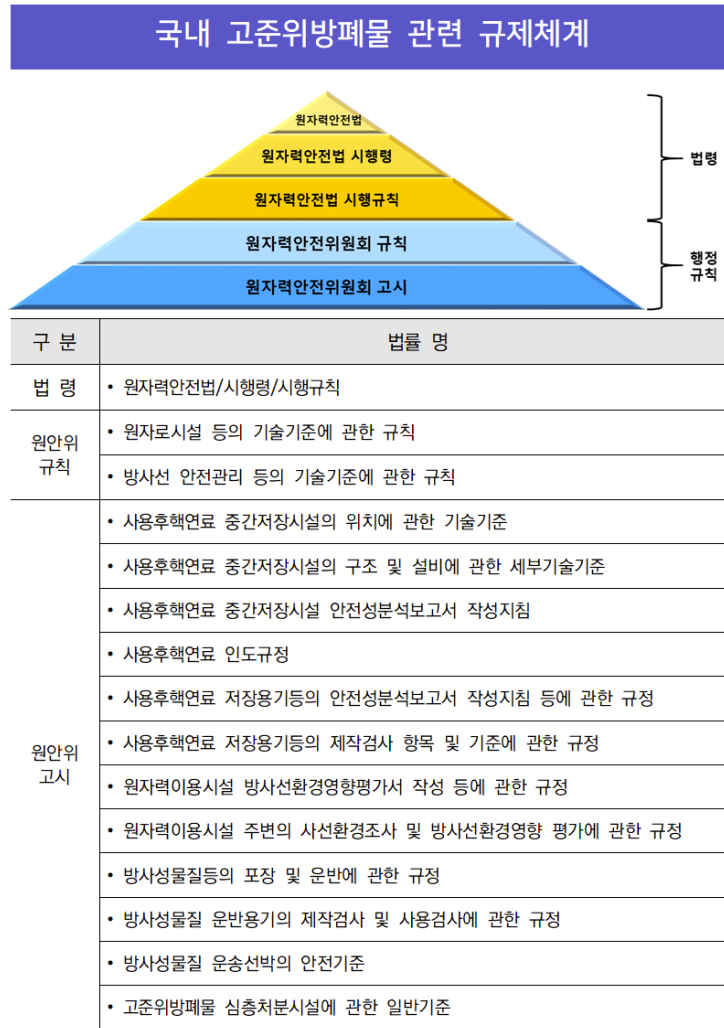 국내 고준위방폐물 관련 규제체계
원자력안전법
원자력안전법 시행령
원자력안전법 시행규칙
원자력안전위원회 규칙
원자력안전위원회 고시
법령
행정
규칙
구 분
법률 명
법 령
• 원자력안전법/시행령/시행규칙
원안위
규칙
• 원자로시설 등의 기술기준에 관한 규칙
• 방사선 안전관리 등의 기술기준에 관한 규칙
원안위
고시
• 사용후핵연료 중간저장시설의 위치에 관한 기술기준
• 사용후핵연료 중간저장시설의 구조 및 설비에 관한 세부기술기준
• 사용후핵연료 중간저장시설 안전성분석보고서 작성지침
• 사용후핵연료 인도규정
• 사용후핵연료 저장용기등의 안전성분석보고서 작성지침 등에 관한 규정
• 사용후핵연료 저장용기등의 제작검사 항목 및 기준에 관한 규정
• 원자력이용시설 방사선환경영향평가서 작성 등에 관한 규정
• 원자력이용시설 주변의 사선환경조사 및 방사선환경영향 평가에 관한 규정
• 방사성물질등의 포장 및 운반에 관한 규정
• 방사성물질 운반용기의 제작검사 및 사용검사에 관한 규정
• 방사성물질 운송선박의 안전기준
• 고준위방폐물 심층처분시설에 관한 일반기준